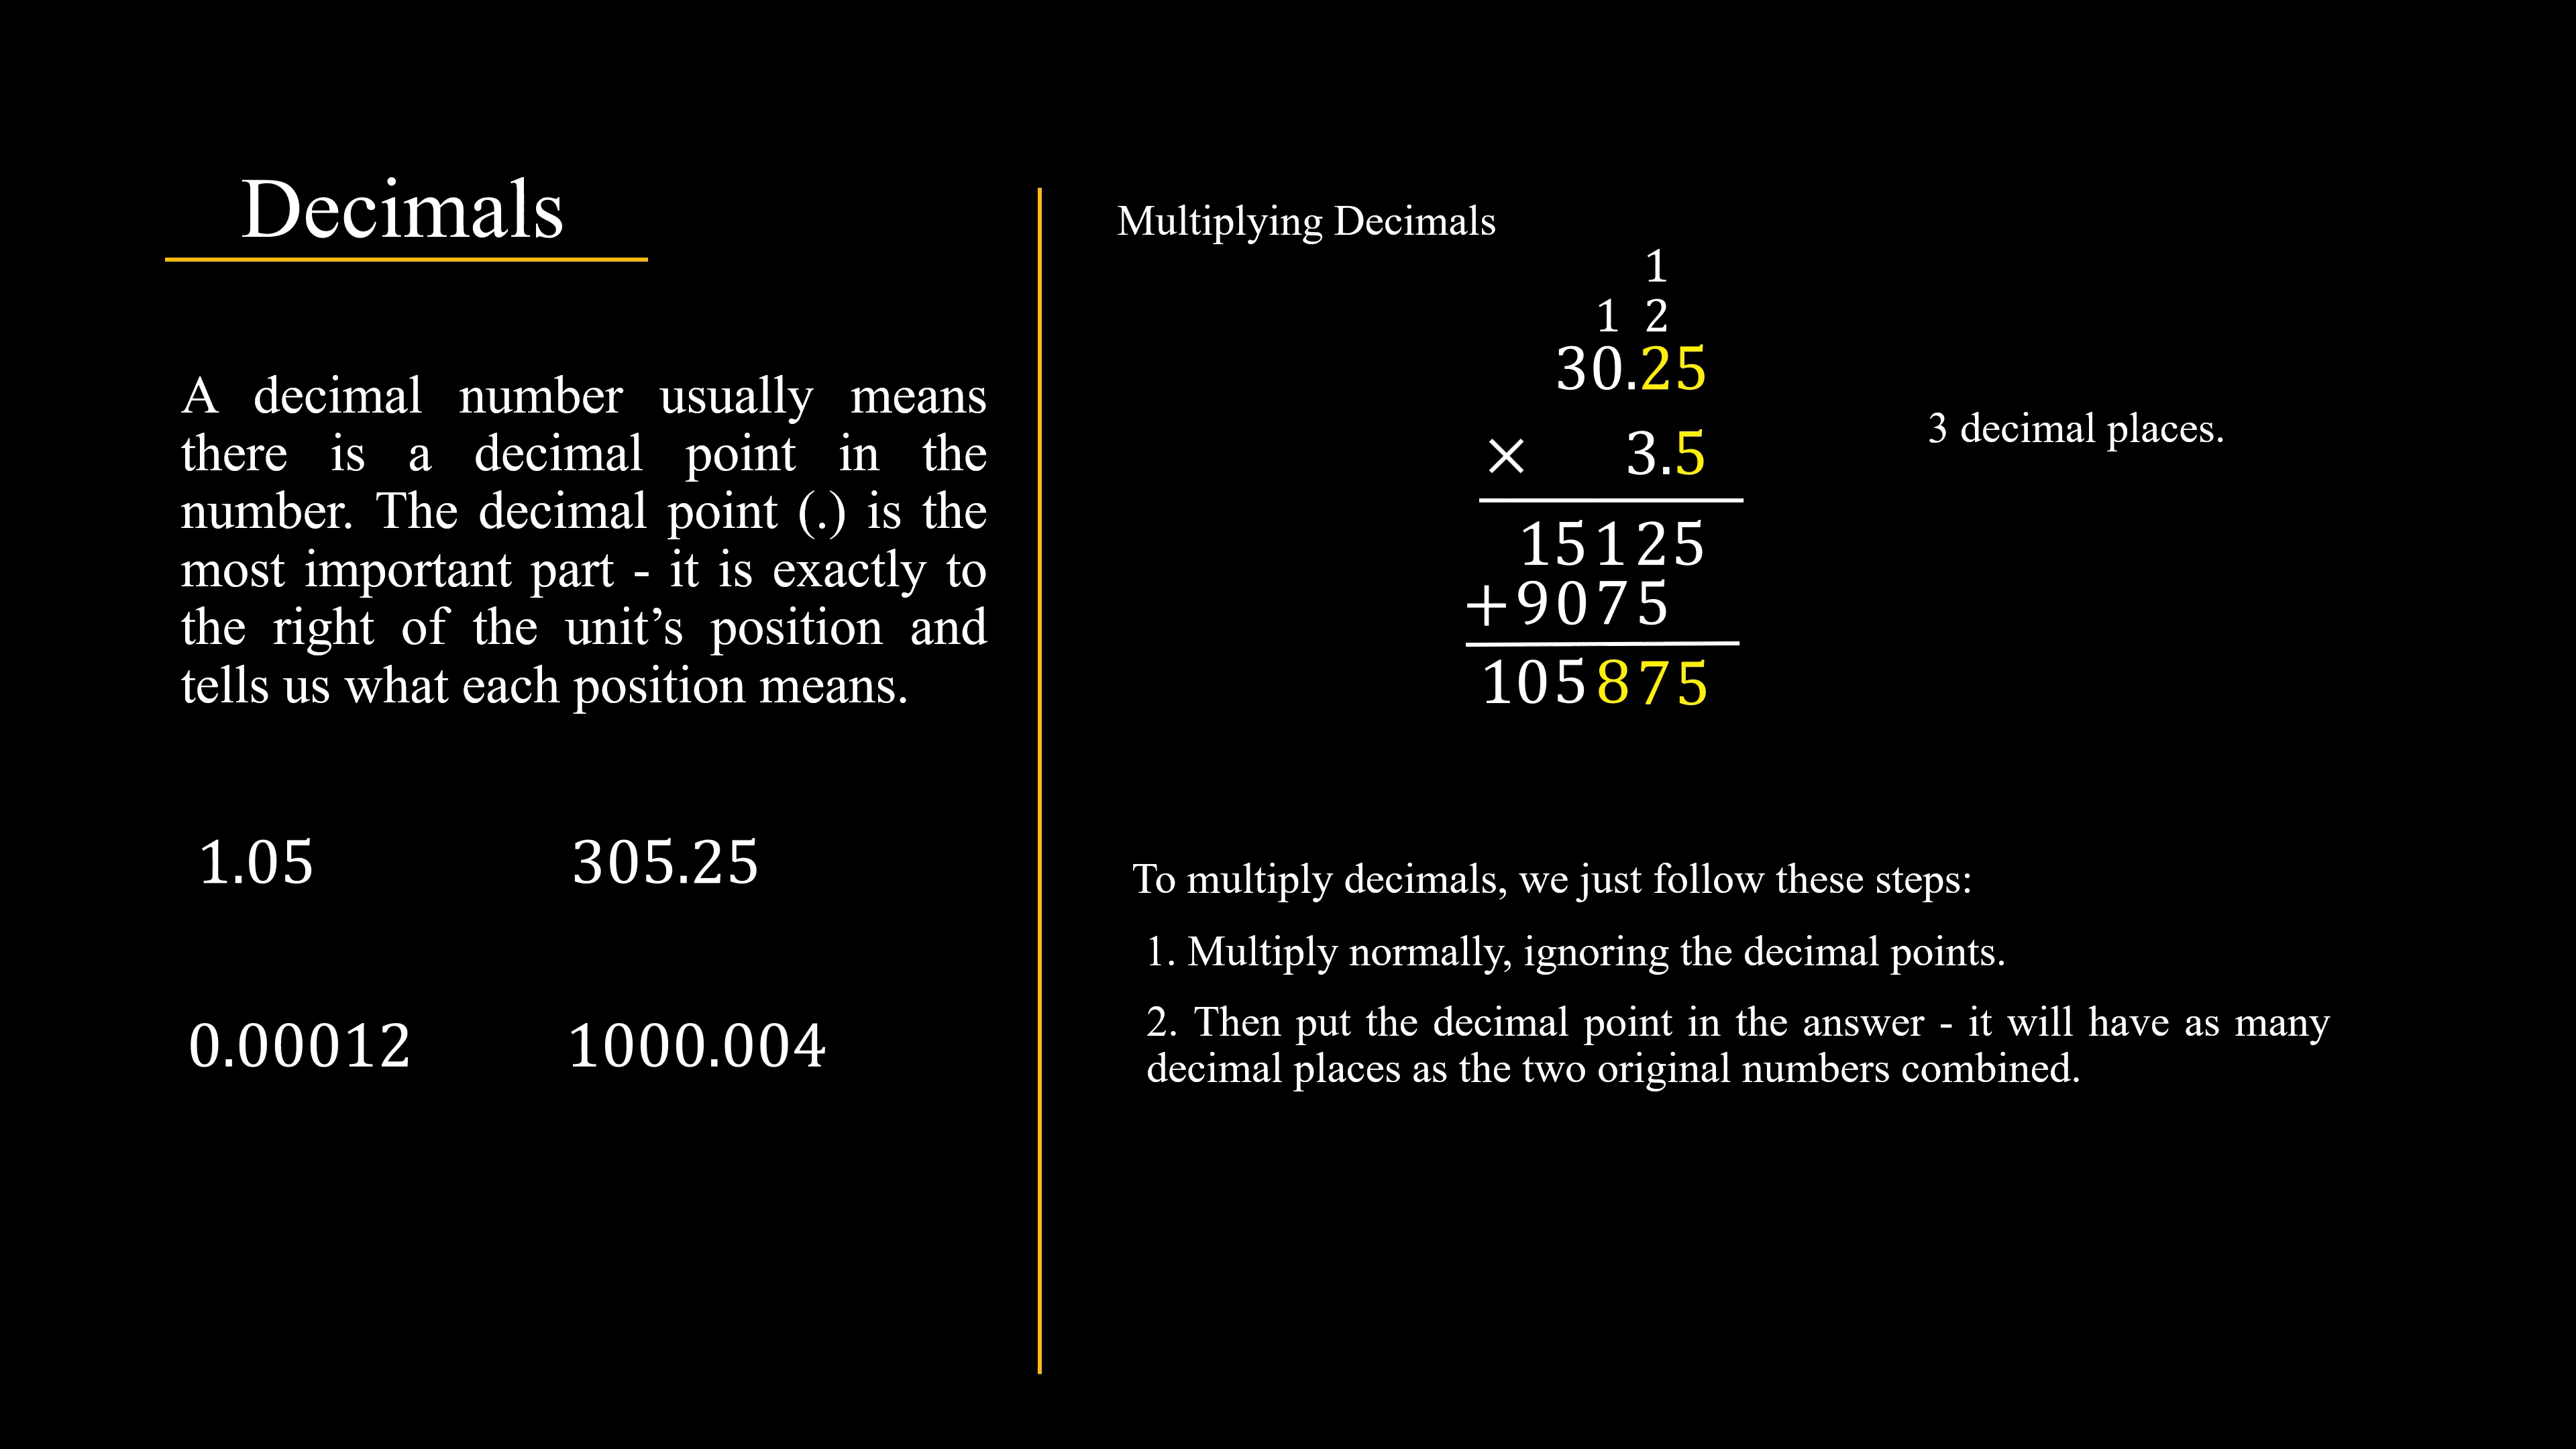 Decimals
A decimal number usually means
there is a decimal point in the
number. The decimal point (.) is the
most important part - it is exactly to
the right of the unit’s position and
tells us what each position means.
1.05 305.25
0.00012 1000.004
Multiplying Decimals
1
1 2
30.25
× 3.5
15125
+9075
105875
3 decimal places.
To multiply decimals, we just follow these steps:
1. Multiply normally, ignoring the decimal points.
2. Then put the decimal point in the answer - it will have as many
decimal places as the two original numbers combined.